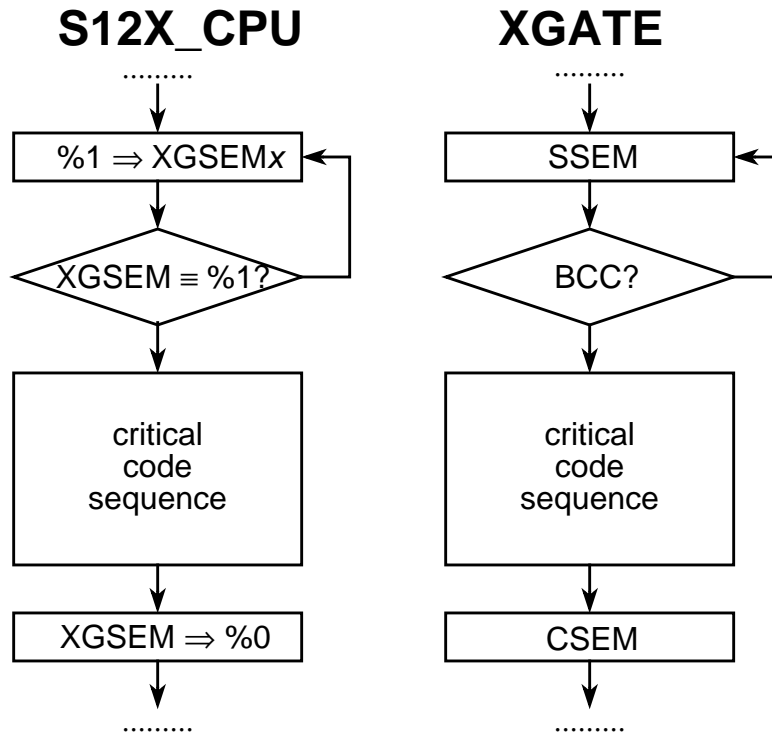 S12X_CPU
.........
%1 ⇒ XGSEMx
XGSEM ≡ %1?
critical
code
sequence
XGSEM ⇒ %0
.........
XGATE
.........
SSEM
BCC?
critical
code
sequence
CSEM
.........